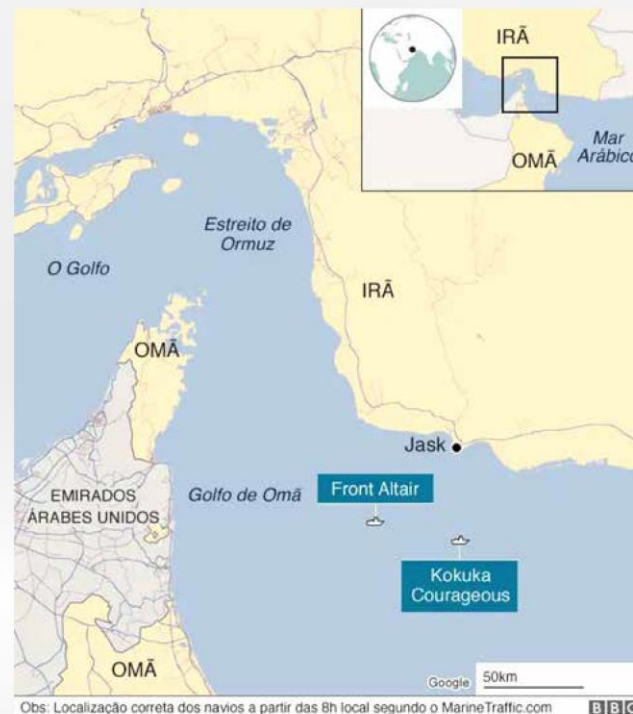 IRÃ
Mar
Arábico
OMÃ
Estreito de
Ormuz
O Golfo
IRÃ
OMÃ
Jask
Front Altair
Golfo de Omã
EMIRADOS
ÁRABES UNIDOS
Kokuka
Courageous
OMÃ
Google
50km
Obs: Localização correta dos navios a partir das 8h local segundo o MarineTraffic.com
BBC